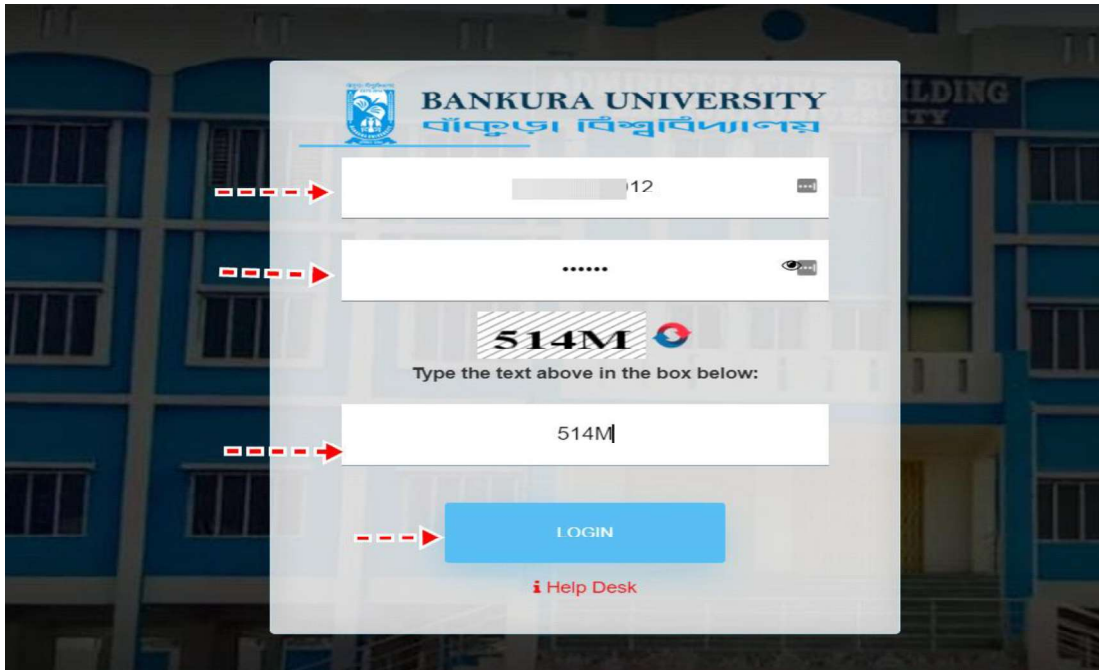 BANKURA UNIVERSITY
বাঁকুড়া বিশ্ববিদ্যালয়
12
••••••
514M
Type the text above in the box below:
514M
LOGIN
i Help Desk